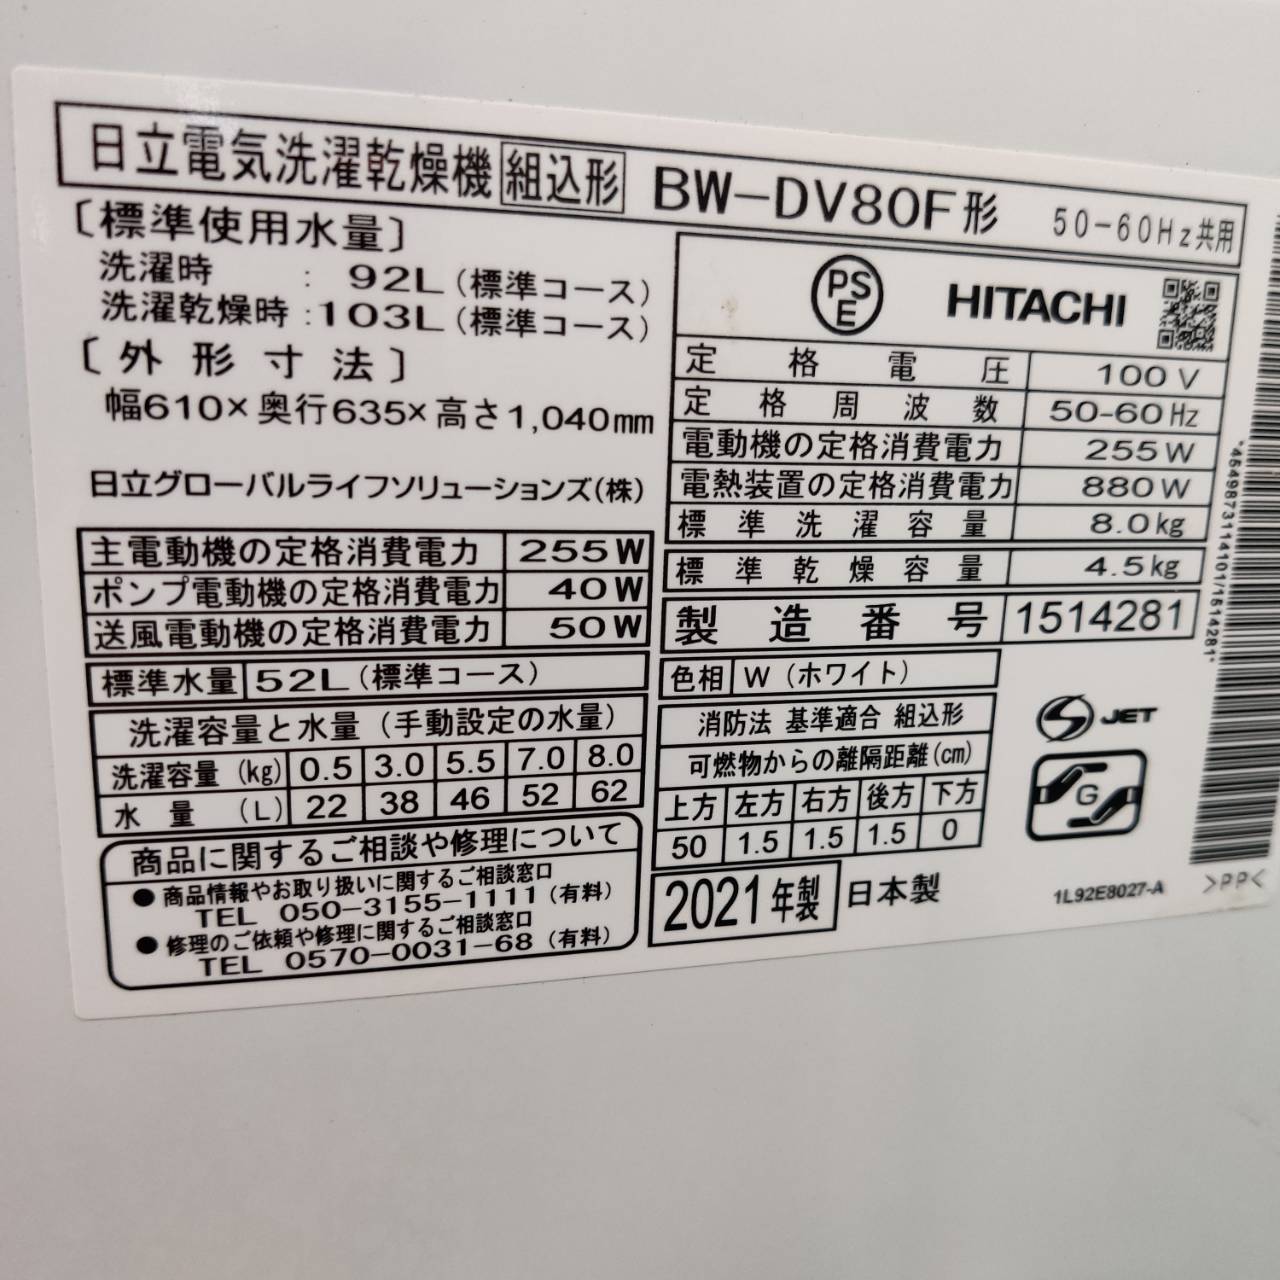 日立電気洗濯乾燥機 組込形 BW-DV80F形 50-60Hz共用
〔標準使用水量〕
洗濯時 : 92L(標準コース)
洗濯乾燥時 : 103L(標準コース)
〔外形寸法〕
幅610×奥行635×高さ1,040mm
日立グローバルライフソリューションズ(株)
主電動機の定格消費電力 255W
ポンプ電動機の定格消費電力 40W
送風電動機の定格消費電力 50W
標準水量 52L(標準コース)
洗濯容量と水量(手動設定の水量)
洗濯容量(kg) 0.5 3.0 5.5 7.0 8.0
水量(L) 22 38 46 52 62
商品に関するご相談や修理について
●商品情報やお取り扱いに関するご相談窓口
TEL 050-3155-1111(有料)
●修理のご依頼や修理に関するご相談窓口
TEL 0570-0031-68(有料)
PSE HITACHI
定格電圧 100V
定格周波数 50-60Hz
電動機の定格消費電力 255W
電熱装置の定格消費電力 880W
標準洗濯容量 8.0kg
標準乾燥容量 4.5kg
製造番号 1514281
色相 W(ホワイト)
消防法 基準適合 組込形
可燃物からの離隔距離(cm)
上方 左方 右方 後方 下方
50 1.5 1.5 1.5 0
2021年製 日本製
S JET
G
1L92E8027-A >PP<
*4549873114101/1514281*